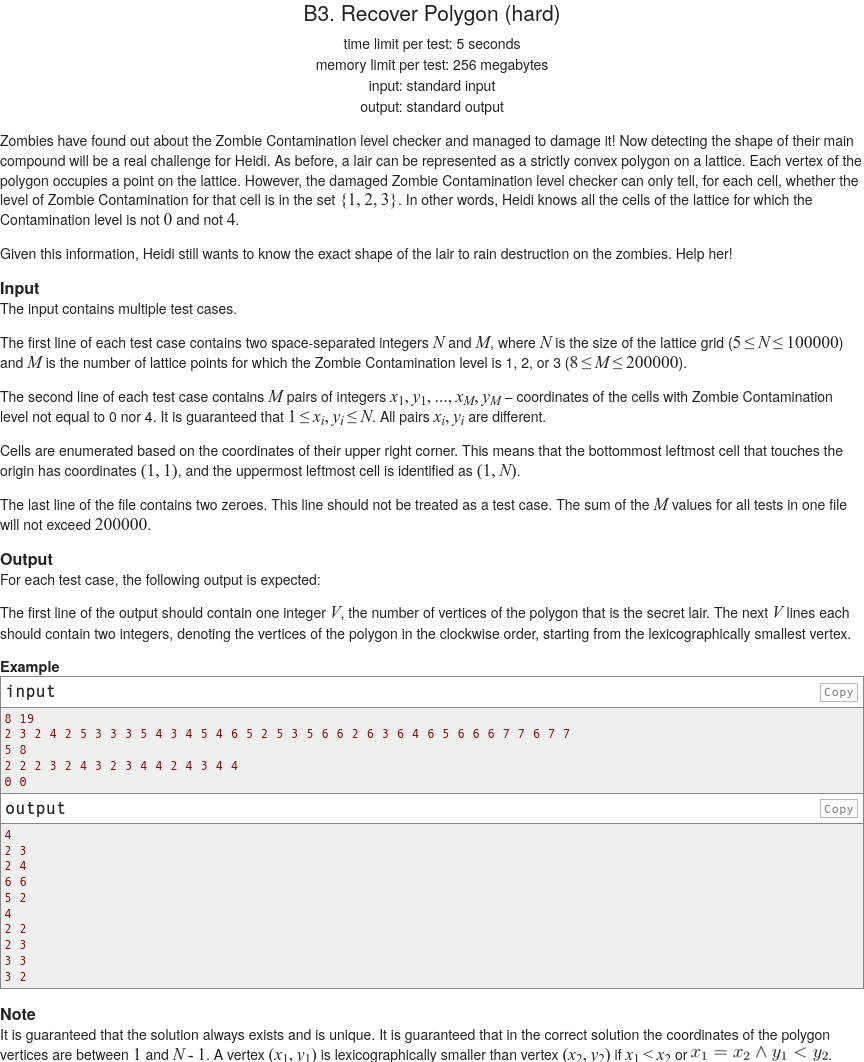 B3. Recover Polygon (hard)
time limit per test: 5 seconds
memory limit per test: 256 megabytes
input: standard input
output: standard output
Zombies have found out about the Zombie Contamination level checker and managed to damage it! Now detecting the shape of their main
compound will be a real challenge for Heidi. As before, a lair can be represented as a strictly convex polygon on a lattice. Each vertex of the
polygon occupies a point on the lattice. However, the damaged Zombie Contamination level checker can only tell, for each cell, whether the
level of Zombie Contamination for that cell is in the set {1, 2, 3}. In other words, Heidi knows all the cells of the lattice for which the
Contamination level is not 0 and not 4.
Given this information, Heidi still wants to know the exact shape of the lair to rain destruction on the zombies. Help her!
Input
The input contains multiple test cases.
The first line of each test case contains two space-separated integers N and M, where N is the size of the lattice grid (5 ≤ N ≤ 100000)
and M is the number of lattice points for which the Zombie Contamination level is 1, 2, or 3 (8 ≤ M ≤ 200000).
The second line of each test case contains M pairs of integers x1, y1, ..., xM, yM – coordinates of the cells with Zombie Contamination
level not equal to 0 nor 4. It is guaranteed that 1 ≤ xi, yi ≤ N. All pairs xi, yi are different.
Cells are enumerated based on the coordinates of their upper right corner. This means that the bottommost leftmost cell that touches the
origin has coordinates (1, 1), and the uppermost leftmost cell is identified as (1, N).
The last line of the file contains two zeroes. This line should not be treated as a test case. The sum of the M values for all tests in one file
will not exceed 200000.
Output
For each test case, the following output is expected:
The first line of the output should contain one integer V, the number of vertices of the polygon that is the secret lair. The next V lines each
should contain two integers, denoting the vertices of the polygon in the clockwise order, starting from the lexicographically smallest vertex.
Example
input Copy
8 19
2 3 2 4 2 5 3 3 3 5 4 3 4 5 4 6 5 2 5 3 5 6 6 2 6 3 6 4 6 5 6 6 6 7 7 6 7 7
5 8
2 2 2 3 2 4 3 2 3 4 4 2 4 3 4 4
0 0
output Copy
4
2 3
2 4
6 6
5 2
4
2 2
2 3
3 3
3 2
Note
It is guaranteed that the solution always exists and is unique. It is guaranteed that in the correct solution the coordinates of the polygon
vertices are between 1 and N - 1. A vertex (x1, y1) is lexicographically smaller than vertex (x2, y2) if x1 < x2 or x1 = x2 ∧ y1 < y2.